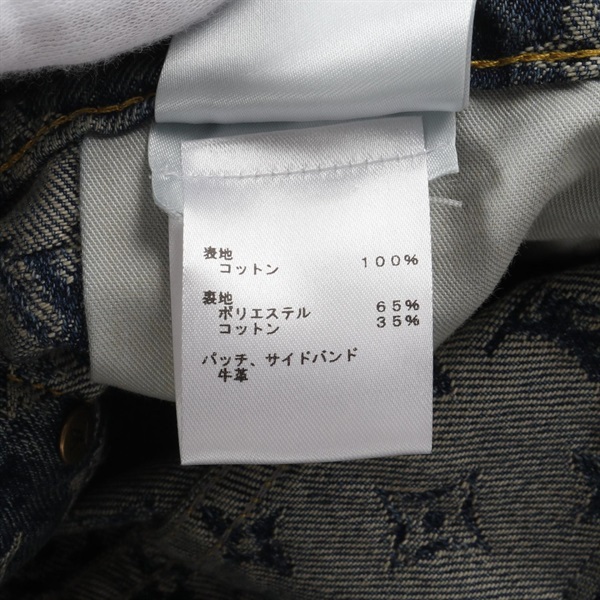 表地
コットン 100%
裏地
ポリエステル 65%
コットン 35%
パッチ、サイドバンド
牛革